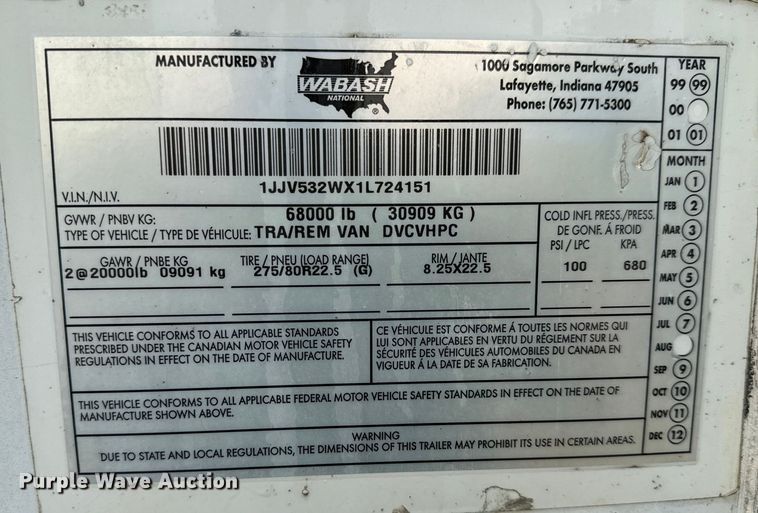 MANUFACTURED BY
WABASH
NATIONAL ®
1000 Sagamore Parkway South
Lafayette, Indiana 47905
Phone: (765) 771-5300
1JJV532WX1L724151
V.I.N./N.I.V.
GVWR / PNBV KG: 68000 lb ( 30909 KG )
TYPE OF VEHICLE / TYPE DE VÉHICULE: TRA/REM VAN DVCVHPC
GAWR / PNBE KG TIRE / PNEU (LOAD RANGE) RIM / JANTE
2@20000lb 09091 kg 275/80R22.5 (G) 8.25X22.5
COLD INFL PRESS./PRESS.
DE GONF. À FROID
PSI / LPC KPA
100 680
THIS VEHICLE CONFORMS TO ALL APPLICABLE STANDARDS
PRESCRIBED UNDER THE CANADIAN MOTOR VEHICLE SAFETY
REGULATIONS IN EFFECT ON THE DATE OF MANUFACTURE.
CE VÉHICULE EST CONFORME Á TOUTES LES NORMES QUI
LUI SONT APPLICABLES EN VERTU DU RÉGLEMENT SUR LA
SÉCURITÉ DES VÉHICULES AUTOMOBILES DU CANADA EN
VIGUEUR A LA DATE DE SA FABRICATION.
THIS VEHICLE CONFORMS TO ALL APPLICABLE FEDERAL MOTOR VEHICLE SAFETY STANDARDS IN EFFECT ON THE DATE OF
MANUFACTURE SHOWN ABOVE.
WARNING
DUE TO STATE AND LOCAL REGULATIONS, THE DIMENSIONS OF THIS TRAILER MAY PROHIBIT ITS USE IN CERTAIN AREAS.
YEAR
99 99
00
01 01
MONTH
JAN 1
FEB 2
MAR 3
APR 4
MAY 5
JUN 6
JUL 7
AUG
SEP 9
OCT 10
NOV 11
DEC 12
Purple Wave Auction